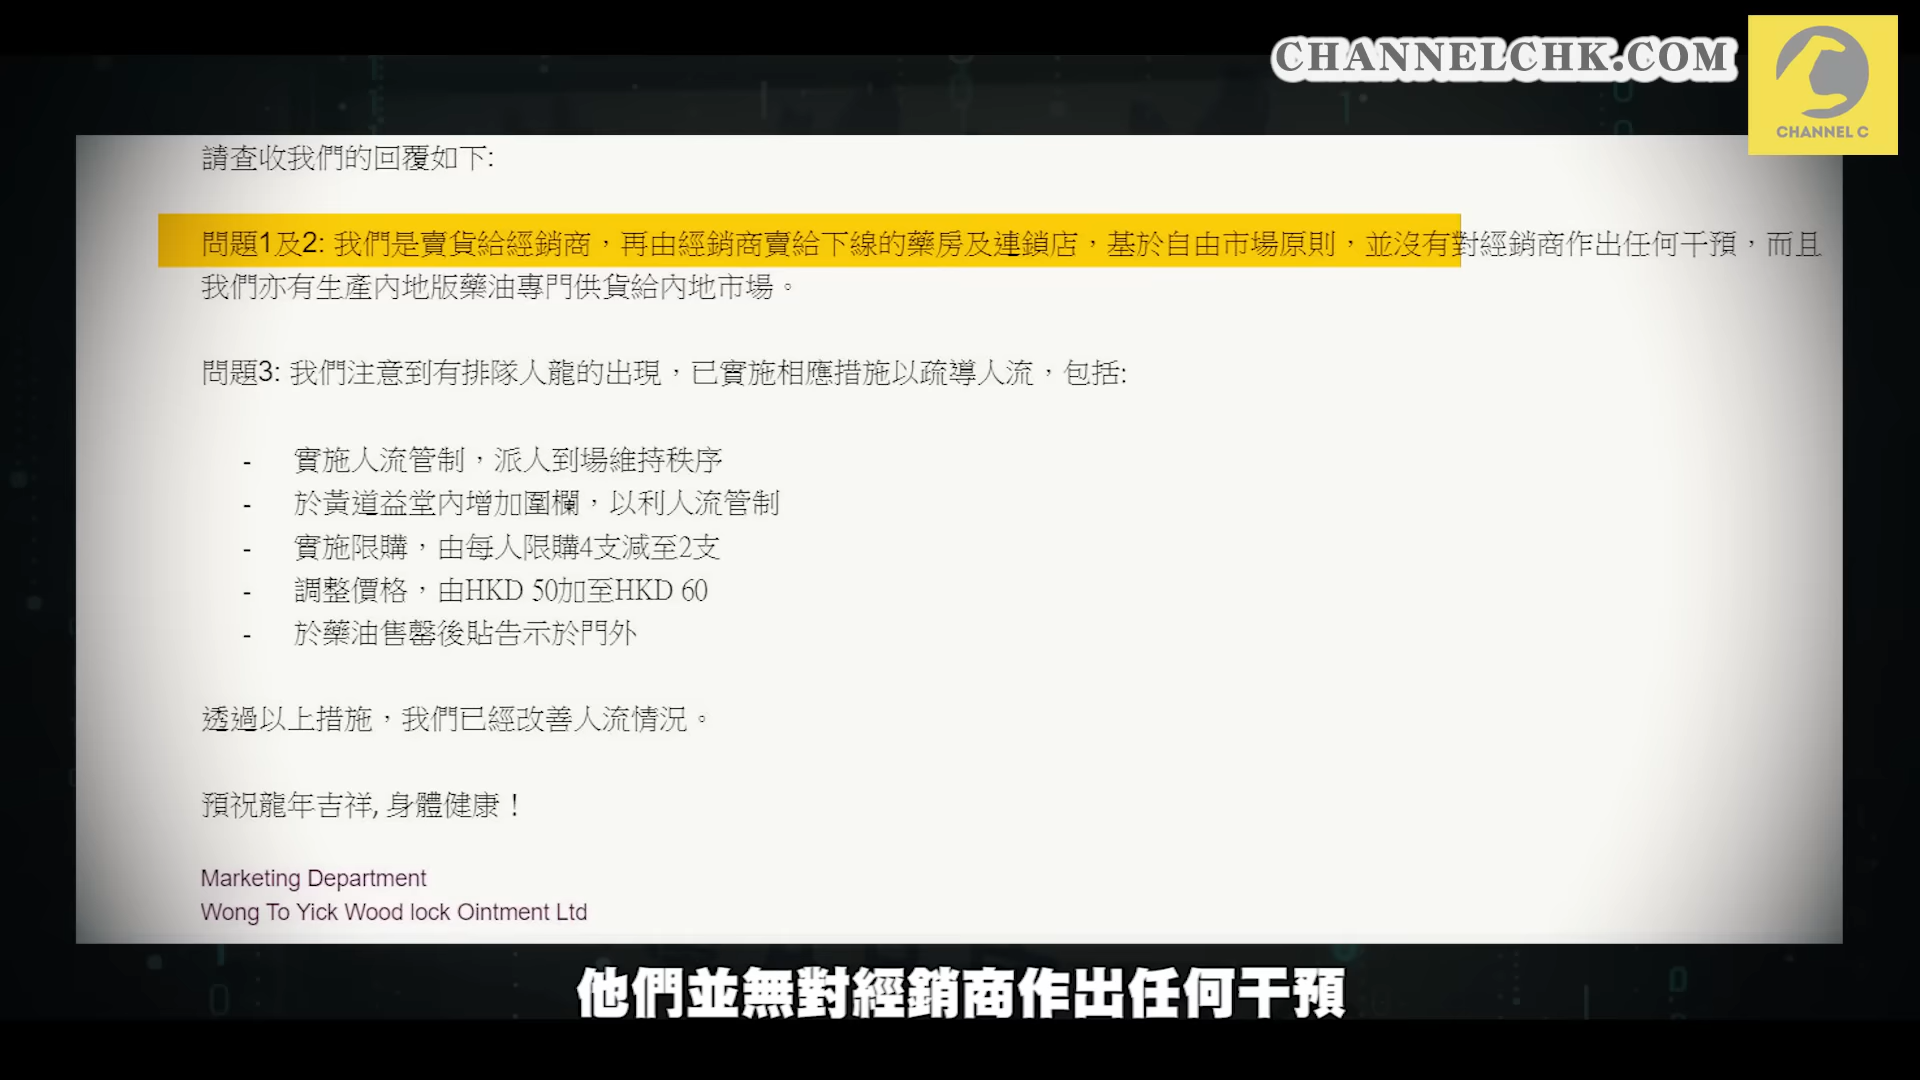 CHANNELCHK.COM
CHANNEL C
請查收我們的回覆如下:
問題1及2: 我們是賣貨給經銷商，再由經銷商賣給下線的藥房及連鎖店，基於自由市場原則，並沒有對經銷商作出任何干預，而且
我們亦有生產內地版藥油專門供貨給內地市場。
問題3: 我們注意到有排隊人龍的出現，已實施相應措施以疏導人流，包括:
- 實施人流管制，派人到場維持秩序
- 於黃道益堂內增加圍欄，以利人流管制
- 實施限購，由每人限購4支減至2支
- 調整價格，由HKD 50加至HKD 60
- 於藥油售罄後貼告示於門外
透過以上措施，我們已經改善人流情況。
預祝龍年吉祥, 身體健康！
Marketing Department
Wong To Yick Wood lock Ointment Ltd
他們並無對經銷商作出任何干預